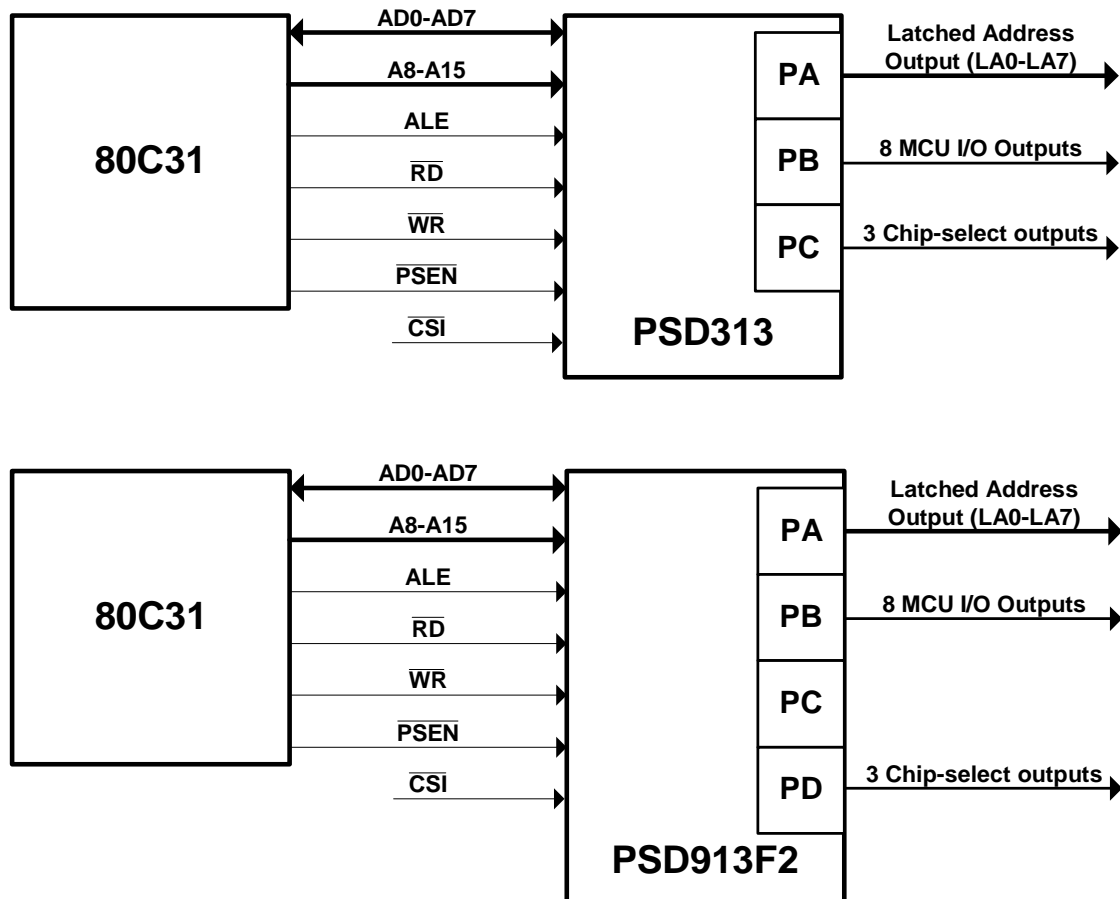 AD0-AD7
A8-A15
ALE
RD
WR
PSEN
CSI
80C31
PSD313
PA
PB
PC
Latched Address
Output (LA0-LA7)
8 MCU I/O Outputs
3 Chip-select outputs
AD0-AD7
A8-A15
ALE
RD
WR
PSEN
CSI
80C31
PSD913F2
PA
PB
PC
PD
Latched Address
Output (LA0-LA7)
8 MCU I/O Outputs
3 Chip-select outputs